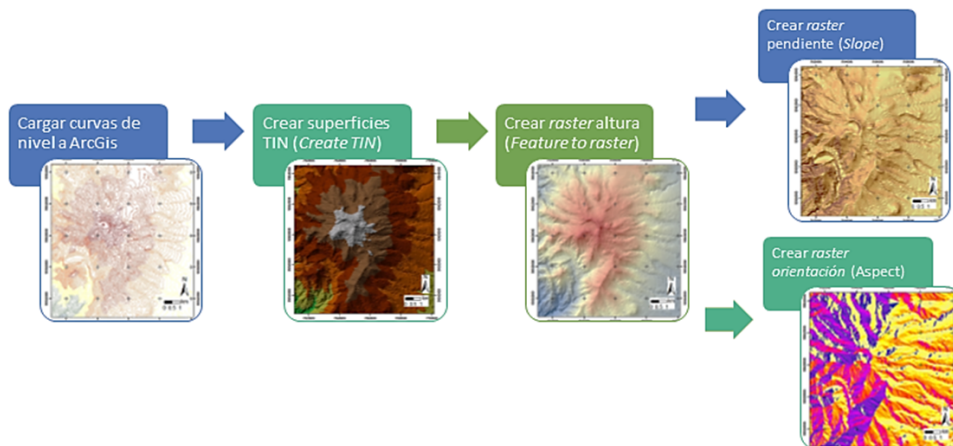 Cargar curvas de
nivel a ArcGis
Crear superficies
TIN (Create TIN)
Crear raster altura
(Feature to raster)
Crear raster
pendiente (Slope)
Crear raster
orientación (Aspect)